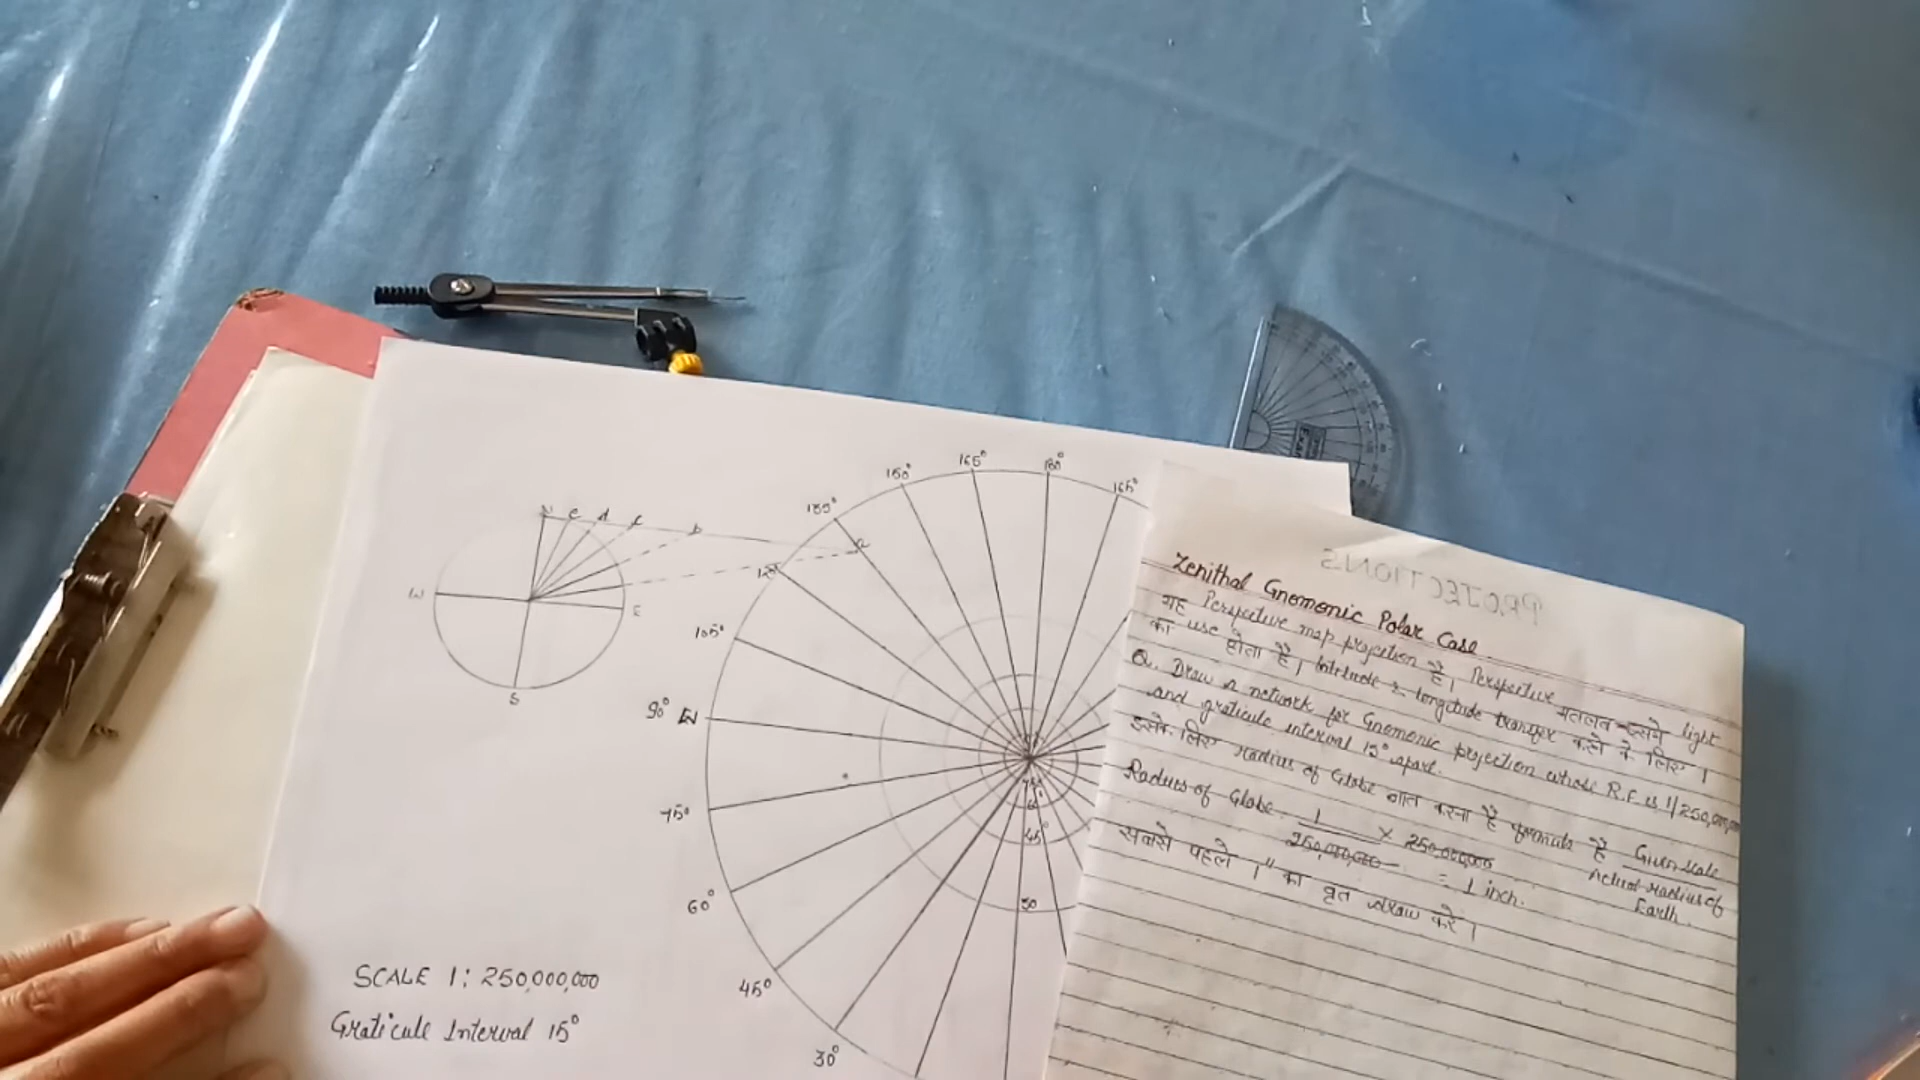 165°
180°
165°
150°
135°
N e d c b
a
120°
W
E
105°
S
90° W
75°
60°
45°
30°
75°
60°
45°
30
SCALE 1: 250,000,000
Graticule Interval 15°
PROJECTIONS
Zenithal Gnomonic Polar Case
यह Perspective map projection है। Perspective मतलब इसमें light
का use होता है। latitude & longitude transfer करने के लिए।
Q. Draw a network for Gnomonic projection whose R.F is 1/250,000,000
and graticule interval 15° apart.
इसके लिए radius of Globe ज्ञात करना है formula है Given scale
Actual radius of Earth.
Radius of Globe. 1 × 250,000,000
250,000,000 = 1 inch.
सबसे पहले 1" का वृत draw करें।